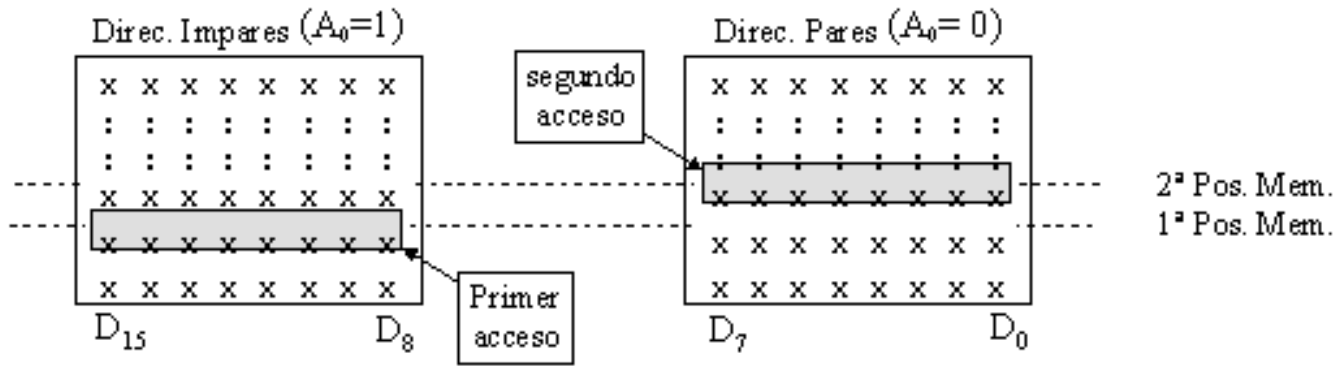 Direc. Impares (A₀=1)
Direc. Pares (A₀= 0)
segundo
acceso
x x x x x x x x
: : : : : : : :
: : : : : : : :
x x x x x x x x
x x x x x x x x
x x x x x x x x
D₁₅ D₈
x x x x x x x x
: : : : : : : :
: : : : : : : :
x x x x x x x x
x x x x x x x x
x x x x x x x x
D₇ D₀
2ª Pos. Mem.
1ª Pos. Mem.
Primer
acceso